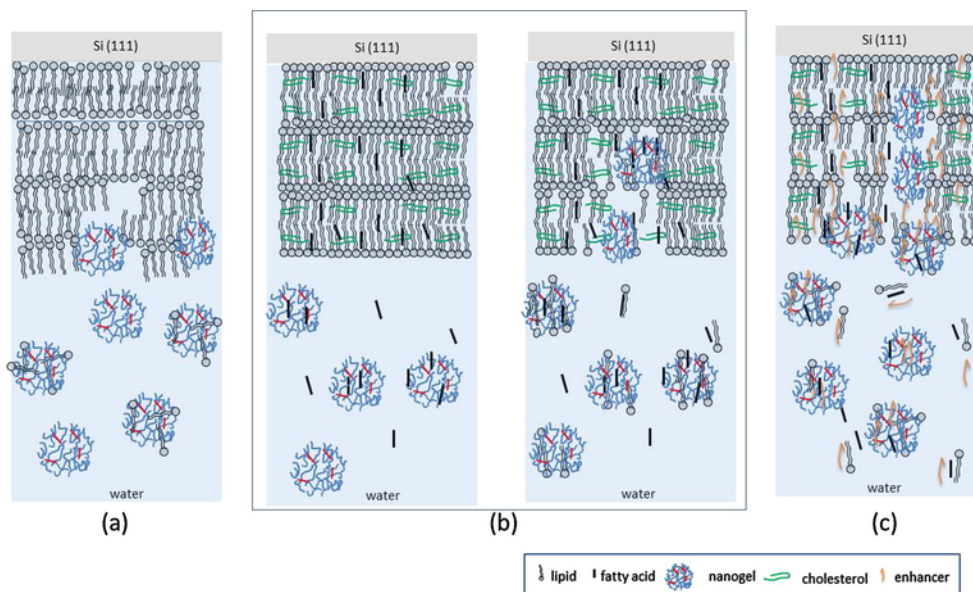 Si (111)
Si (111)
Si (111)
Si (111)
water
water
water
water
(a)
(b)
(c)
lipid
fatty acid
nanogel
cholesterol
enhancer